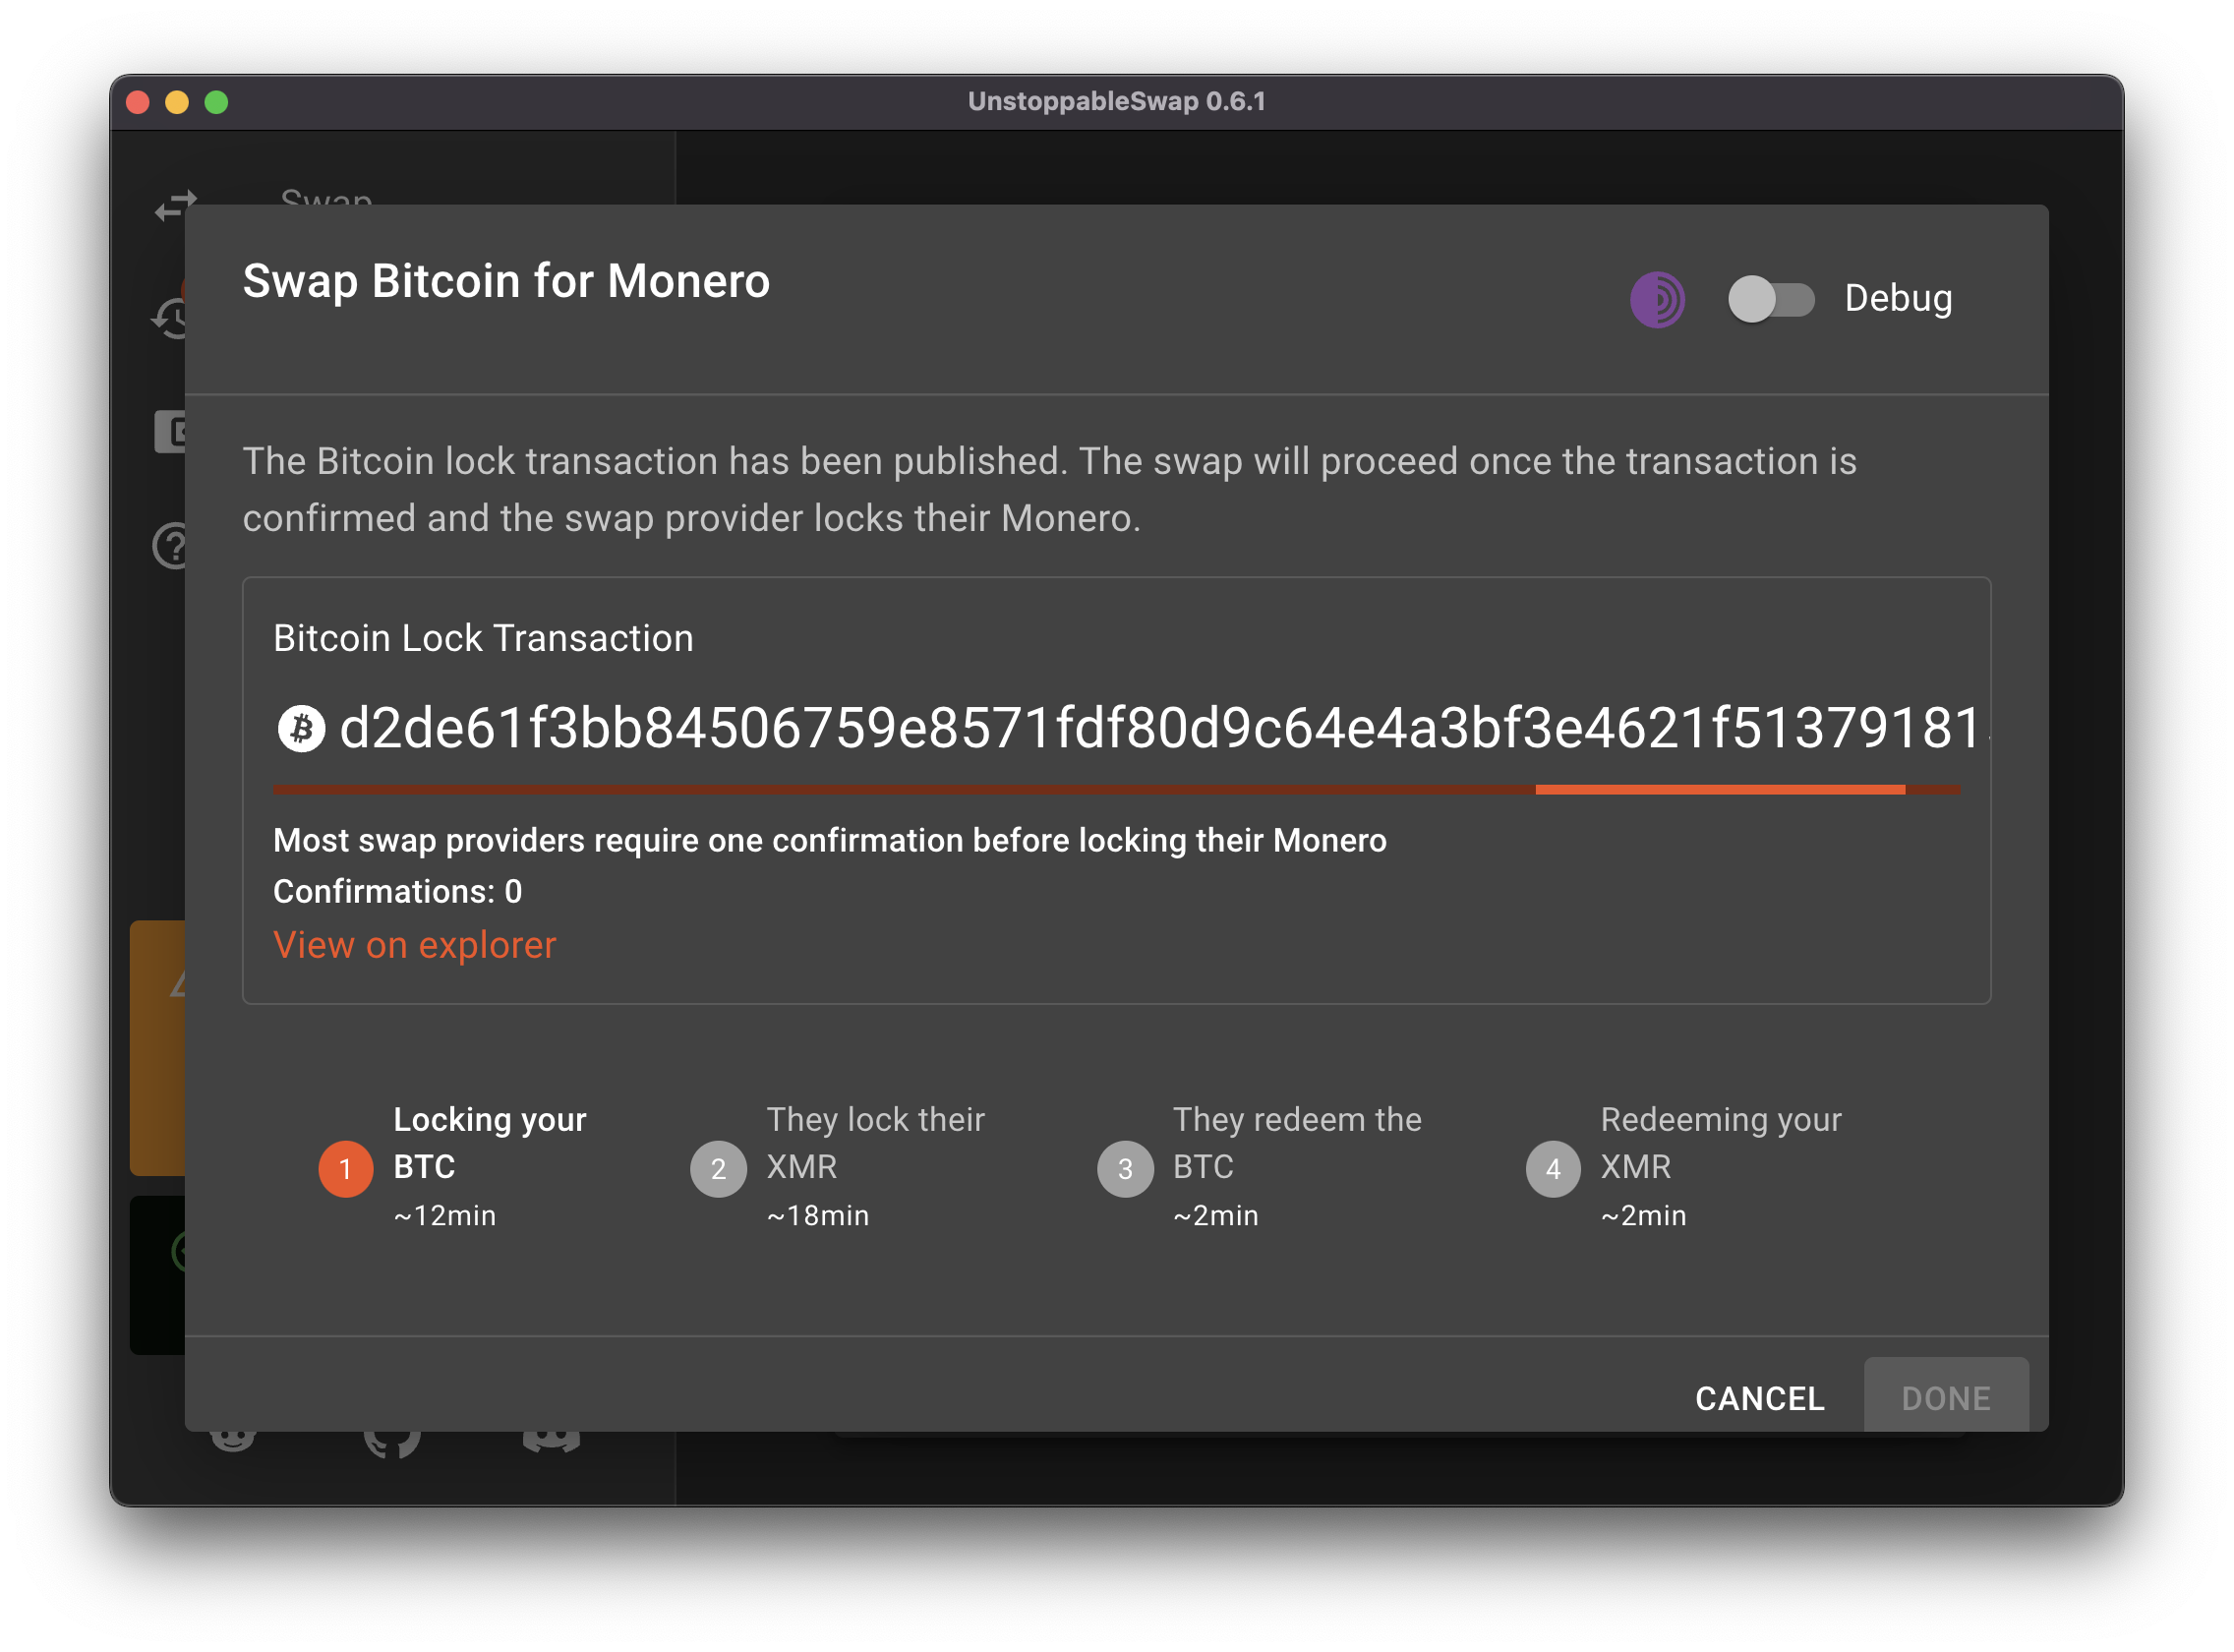 UnstoppableSwap 0.6.1
Swap
Swap Bitcoin for Monero
Debug
The Bitcoin lock transaction has been published. The swap will proceed once the transaction is
confirmed and the swap provider locks their Monero.
Bitcoin Lock Transaction
d2de61f3bb84506759e8571fdf80d9c64e4a3bf3e4621f51379181
Most swap providers require one confirmation before locking their Monero
Confirmations: 0
View on explorer
1
Locking your
BTC
~12min
2
They lock their
XMR
~18min
3
They redeem the
BTC
~2min
4
Redeeming your
XMR
~2min
CANCEL
DONE